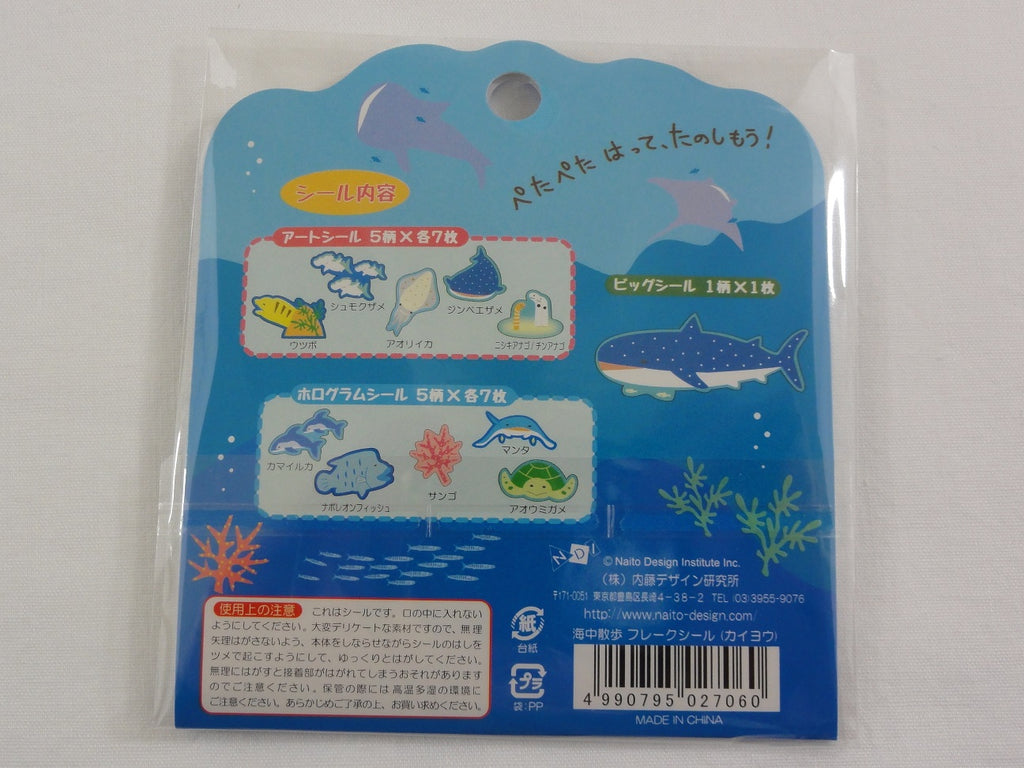 ぺたぺた はって、たのしもう!
シール内容
アートシール 5柄×各7枚
シュモクザメ
ジンベエザメ
ウツボ
アオリイカ
ニシキアナゴ/チンアナゴ
ビッグシール 1柄×1枚
ホログラムシール 5柄×各7枚
カマイルカ
マンタ
サンゴ
ナポレオンフィッシュ
アオウミガメ
使用上の注意 これはシールです。口の中に入れない
ようにしてください。大変デリケートな素材ですので、無理
矢理はがさないよう、本体をしならせながらシールのはしを
ツメで起こすようにして、ゆっくりとはがしてください。
無理にはがすと接着部がはがれてしまうおそれがあります
のでご注意ください。保管の際には高温多湿の環境に
ご注意ください。あらかじめご了承の上、お買い求めください。
紙
台紙
プラ
袋:PP
NDI
© Naito Design Institute Inc.
(株)内藤デザイン研究所
〒171-0051 東京都豊島区長崎4-38-2 TEL (03)3955-9076
http://www.naito-design.com/
海中散歩 フレークシール(カイヨウ)
4 990795 027060
MADE IN CHINA